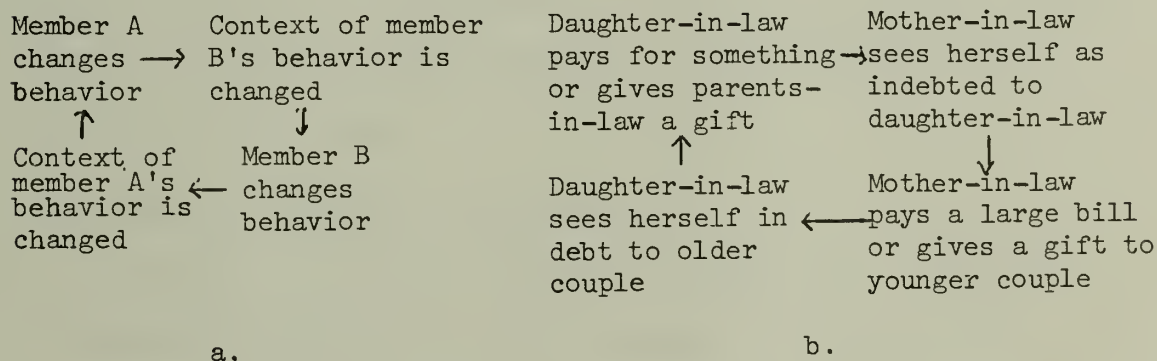 Member A
changes →
behavior
Context of member
B's behavior is
changed
↓
Member B
changes
behavior
←
Context of
member A's
behavior is
changed
↑
a.
Daughter-in-law
pays for something→
or gives parents-
in-law a gift
Mother-in-law
sees herself as
indebted to
daughter-in-law
↓
Mother-in-law
pays a large bill
or gives a gift to
younger couple
←
Daughter-in-law
sees herself in
debt to older
couple
↑
b.